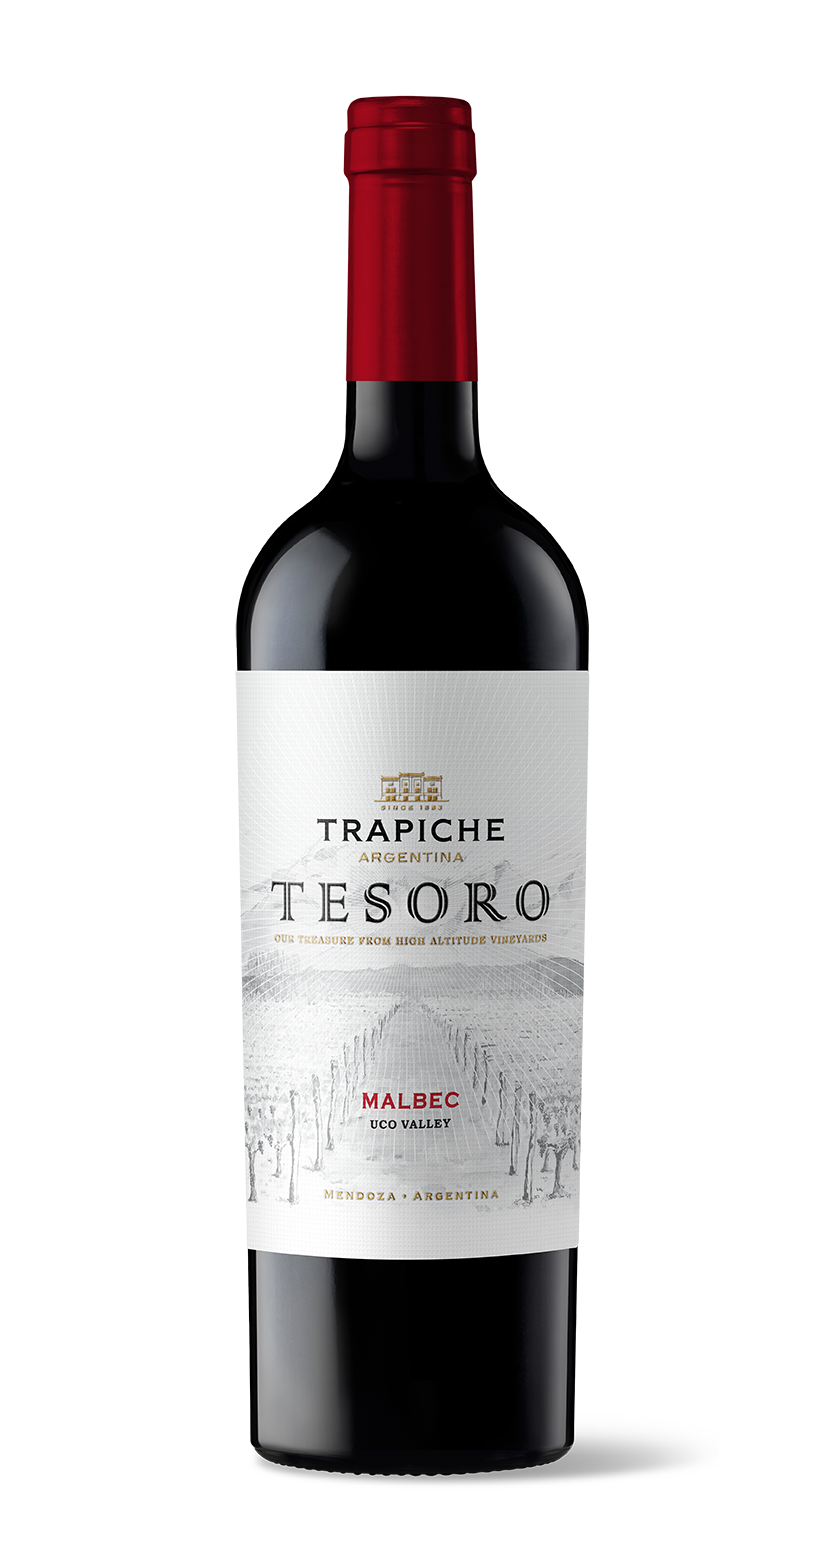 SINCE 1883
TRAPICHE
ARGENTINA
TESORO
OUR TREASURE FROM HIGH ALTITUDE VINEYARDS
MALBEC
UCO VALLEY
MENDOZA • ARGENTINA